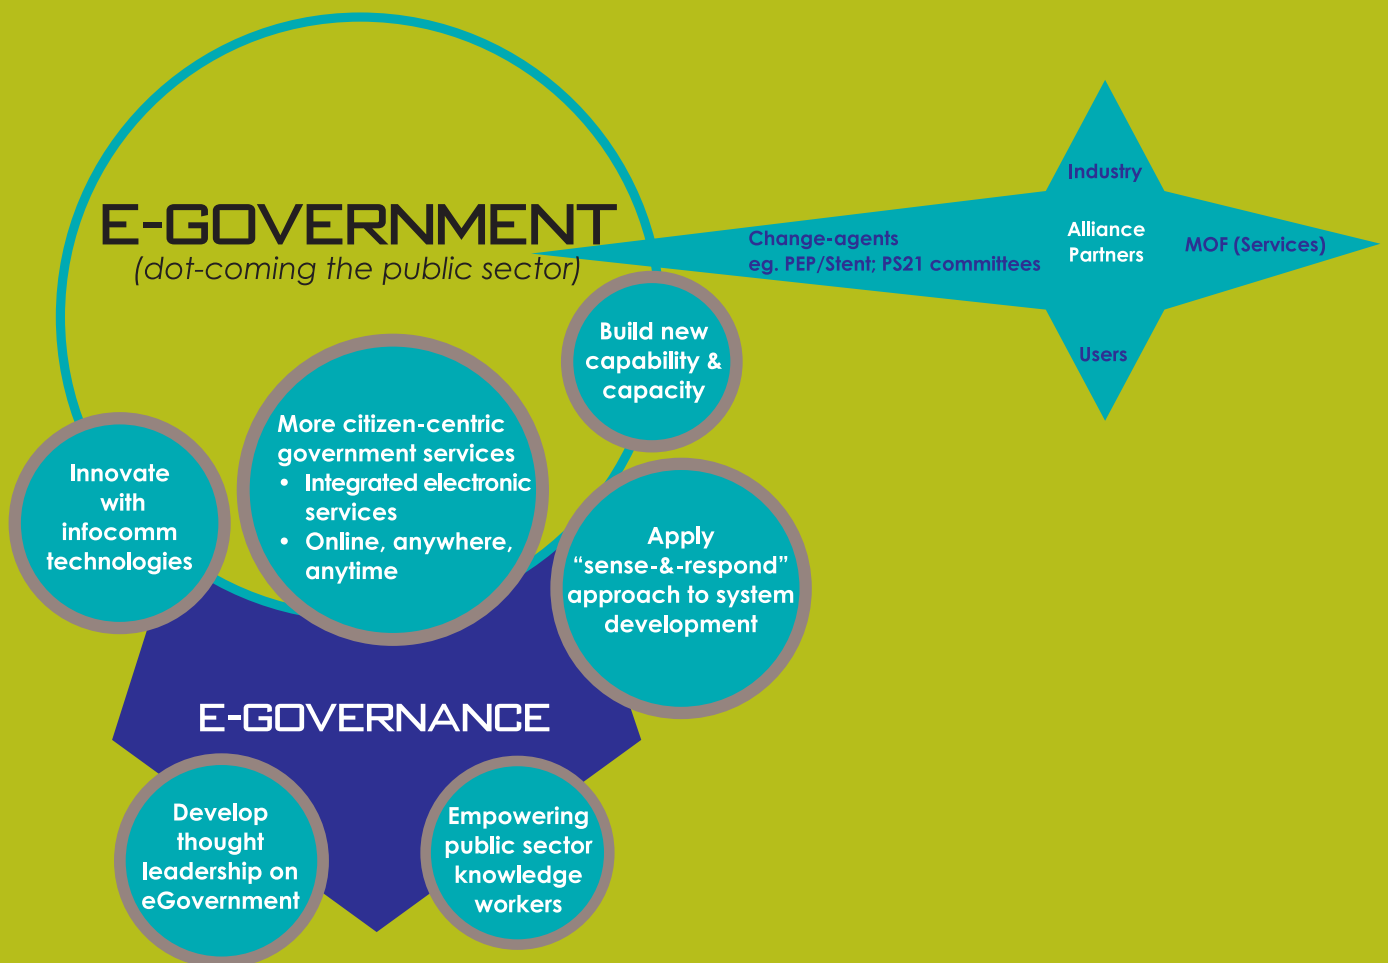 E-GOVERNMENT
(dot-coming the public sector)
Industry
Alliance
Partners
Change-agents
eg. PEP/Stent; PS21 committees
MOF (Services)
Users
Build new
capability &
capacity
More citizen-centric
government services
• Integrated electronic
services
• Online, anywhere,
anytime
Innovate
with
infocomm
technologies
Apply
“sense-&-respond”
approach to system
development
E-GOVERNANCE
Develop
thought
leadership on
eGovernment
Empowering
public sector
knowledge
workers